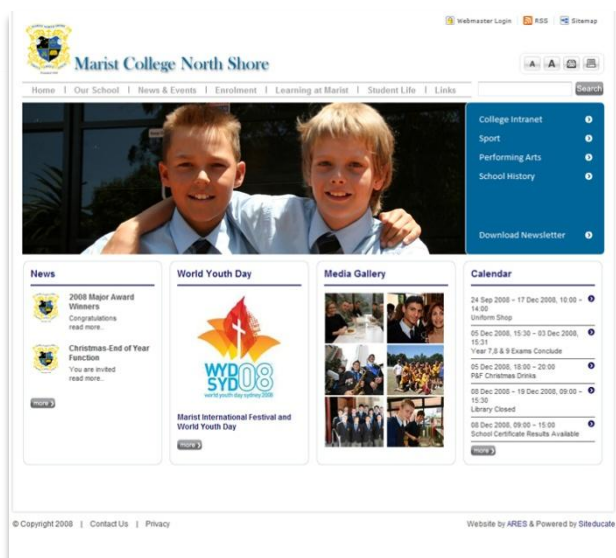 Webmaster Login
RSS
Sitemap
Marist College North Shore
A A
Home | Our School | News & Events | Enrolment | Learning at Marist | Student Life | Links
Search
College Intranet
Sport
Performing Arts
School History
Download Newsletter
News
2008 Major Award
Winners
Congratulations
read more..
Christmas-End of Year
Function
You are invited
read more..
more
World Youth Day
WYD
SYD08
world youth day sydney 2008
Marist International Festival and
World Youth Day
more
Media Gallery
Calendar
24 Sep 2008 - 17 Dec 2008, 10:00 -
14:00
Uniform Shop
05 Dec 2008, 15:30 - 03 Dec 2008,
15:31
Year 7,8 & 9 Exams Conclude
05 Dec 2008, 18:00 - 20:00
P&F Christmas Drinks
08 Dec 2008 - 19 Dec 2008, 09:00 -
15:30
Library Closed
08 Dec 2008, 09:00 - 15:00
School Certificate Results Available
more
© Copyright 2008 | Contact Us | Privacy
Website by ARES & Powered by Siteducate